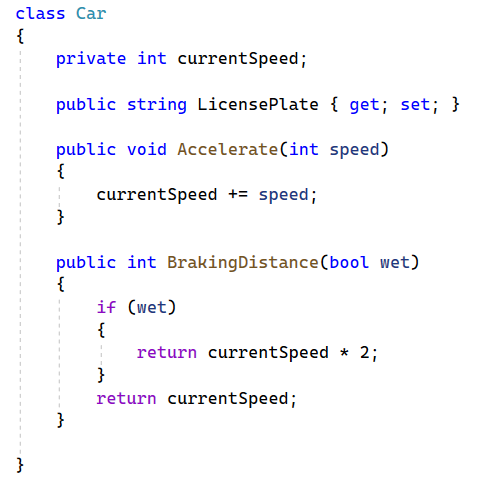 class Car
{
    private int currentSpeed;

    public string LicensePlate { get; set; }

    public void Accelerate(int speed)
    {
        currentSpeed += speed;
    }

    public int BrakingDistance(bool wet)
    {
        if (wet)
        {
            return currentSpeed * 2;
        }
        return currentSpeed;
    }

}